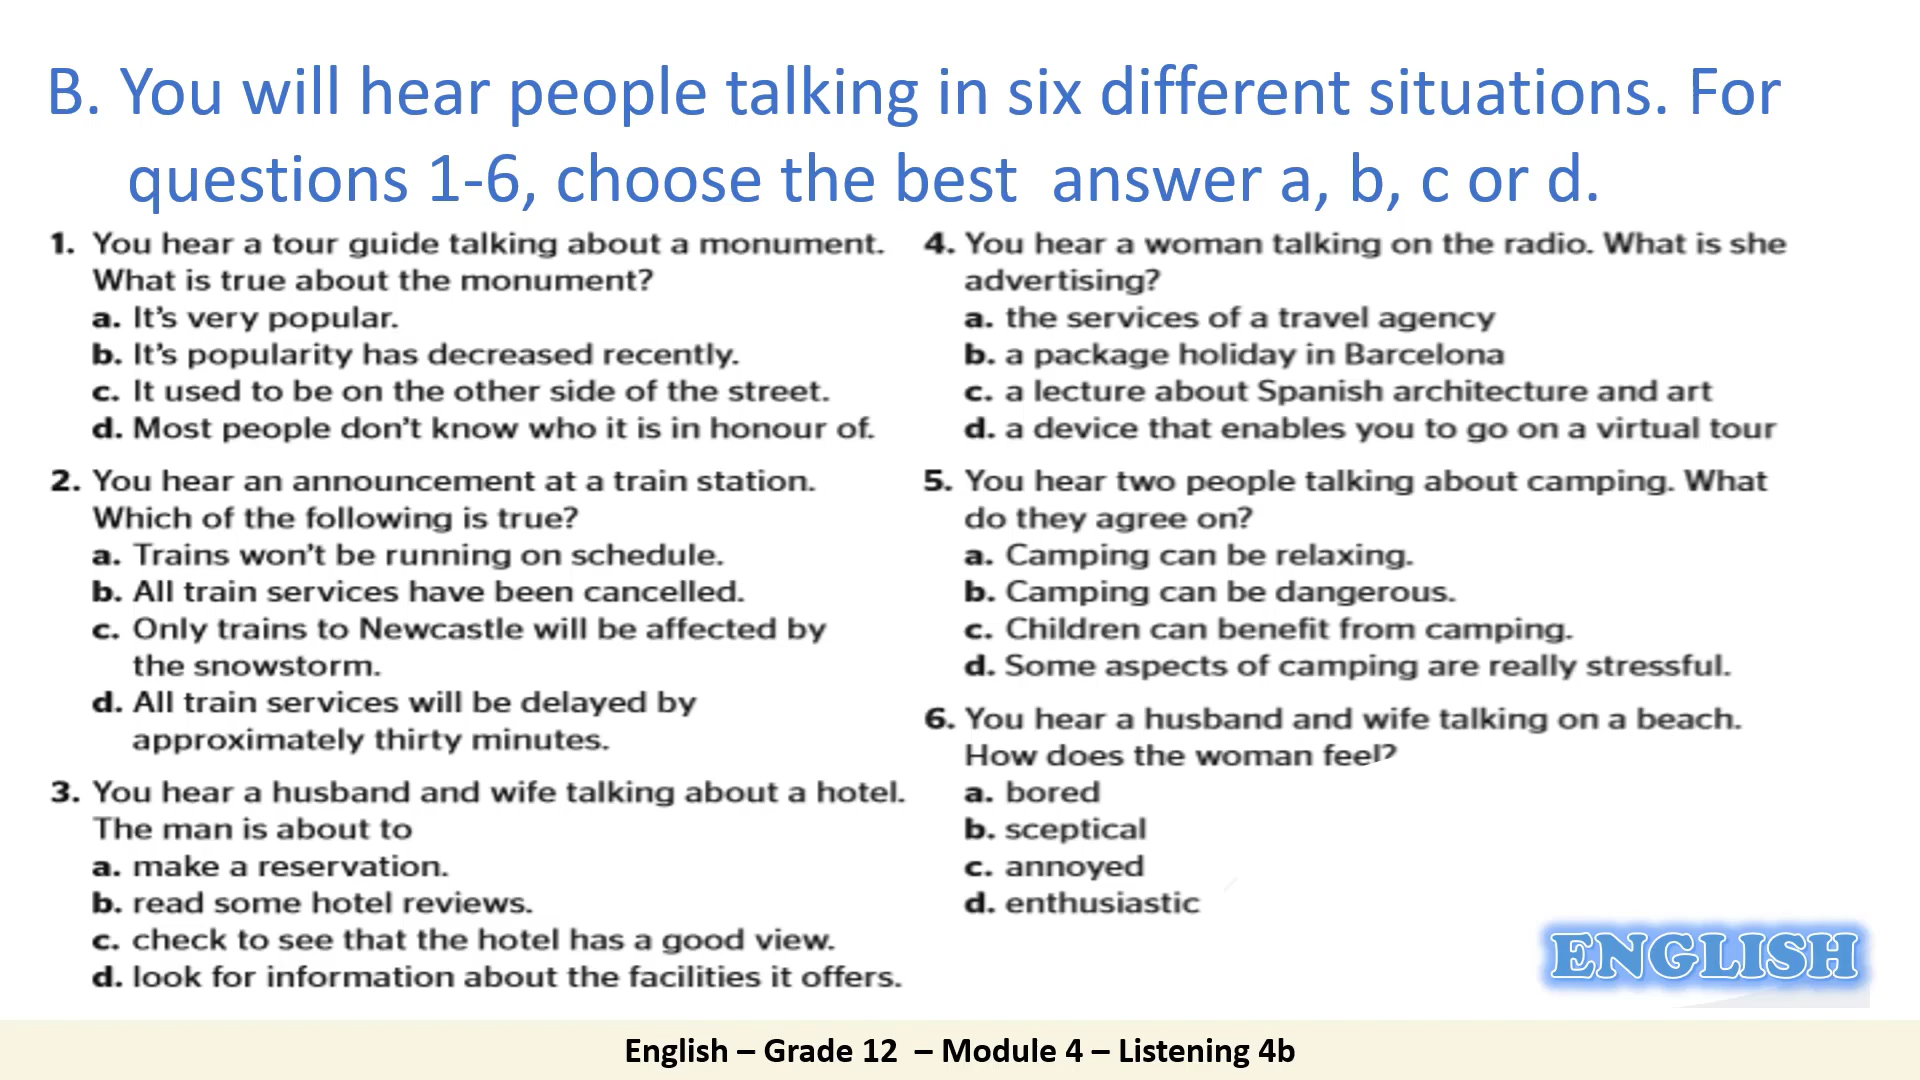 B. You will hear people talking in six different situations. For
questions 1-6, choose the best answer a, b, c or d.
1. You hear a tour guide talking about a monument.
What is true about the monument?
a. It's very popular.
b. It's popularity has decreased recently.
c. It used to be on the other side of the street.
d. Most people don't know who it is in honour of.
2. You hear an announcement at a train station.
Which of the following is true?
a. Trains won't be running on schedule.
b. All train services have been cancelled.
c. Only trains to Newcastle will be affected by
the snowstorm.
d. All train services will be delayed by
approximately thirty minutes.
3. You hear a husband and wife talking about a hotel.
The man is about to
a. make a reservation.
b. read some hotel reviews.
c. check to see that the hotel has a good view.
d. look for information about the facilities it offers.
4. You hear a woman talking on the radio. What is she
advertising?
a. the services of a travel agency
b. a package holiday in Barcelona
c. a lecture about Spanish architecture and art
d. a device that enables you to go on a virtual tour
5. You hear two people talking about camping. What
do they agree on?
a. Camping can be relaxing.
b. Camping can be dangerous.
c. Children can benefit from camping.
d. Some aspects of camping are really stressful.
6. You hear a husband and wife talking on a beach.
How does the woman feel?
a. bored
b. sceptical
c. annoyed
d. enthusiastic
ENGLISH
English – Grade 12 – Module 4 – Listening 4b